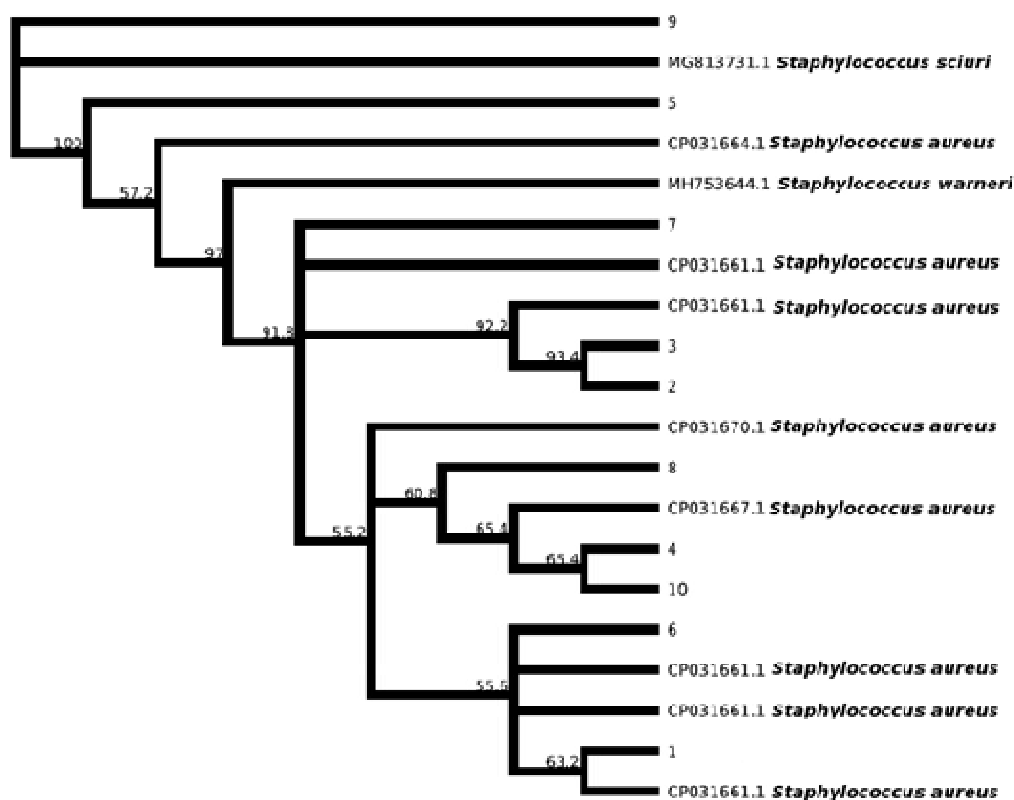 9
MG813731.1 Staphylococcus sciuri
5
100
CP031664.1 Staphylococcus aureus
57.2
MH753644.1 Staphylococcus warneri
7
97
CP031661.1 Staphylococcus aureus
CP031661.1 Staphylococcus aureus
92.2
91.3
3
93.4
2
CP031670.1 Staphylococcus aureus
8
60.8
CP031667.1 Staphylococcus aureus
65.4
55.2
4
65.4
10
6
CP031661.1 Staphylococcus aureus
55.6
CP031661.1 Staphylococcus aureus
1
63.2
CP031661.1 Staphylococcus aureus